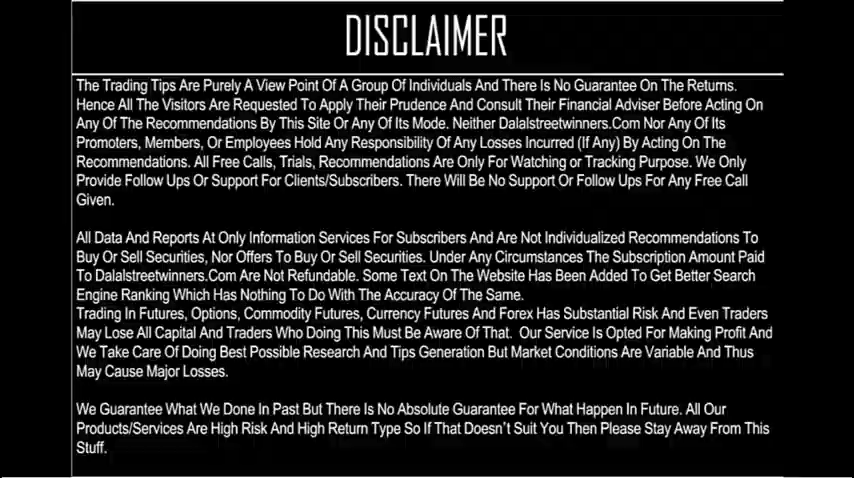 DISCLAIMER
The Trading Tips Are Purely A View Point Of A Group Of Individuals And There Is No Guarantee On The Returns.
Hence All The Visitors Are Requested To Apply Their Prudence And Consult Their Financial Adviser Before Acting On
Any Of The Recommendations By This Site Or Any Of Its Mode. Neither Dalalstreetwinners.Com Nor Any Of Its
Promoters, Members, Or Employees Hold Any Responsibility Of Any Losses Incurred (If Any) By Acting On The
Recommendations. All Free Calls, Trials, Recommendations Are Only For Watching or Tracking Purpose. We Only
Provide Follow Ups Or Support For Clients/Subscribers. There Will Be No Support Or Follow Ups For Any Free Call
Given.
All Data And Reports At Only Information Services For Subscribers And Are Not Individualized Recommendations To
Buy Or Sell Securities, Nor Offers To Buy Or Sell Securities. Under Any Circumstances The Subscription Amount Paid
To Dalalstreetwinners.Com Are Not Refundable. Some Text On The Website Has Been Added To Get Better Search
Engine Ranking Which Has Nothing To Do With The Accuracy Of The Same.
Trading In Futures, Options, Commodity Futures, Currency Futures And Forex Has Substantial Risk And Even Traders
May Lose All Capital And Traders Who Doing This Must Be Aware Of That. Our Service Is Opted For Making Profit And
We Take Care Of Doing Best Possible Research And Tips Generation But Market Conditions Are Variable And Thus
May Cause Major Losses.
We Guarantee What We Done In Past But There Is No Absolute Guarantee For What Happen In Future. All Our
Products/Services Are High Risk And High Return Type So If That Doesn't Suit You Then Please Stay Away From This
Stuff.